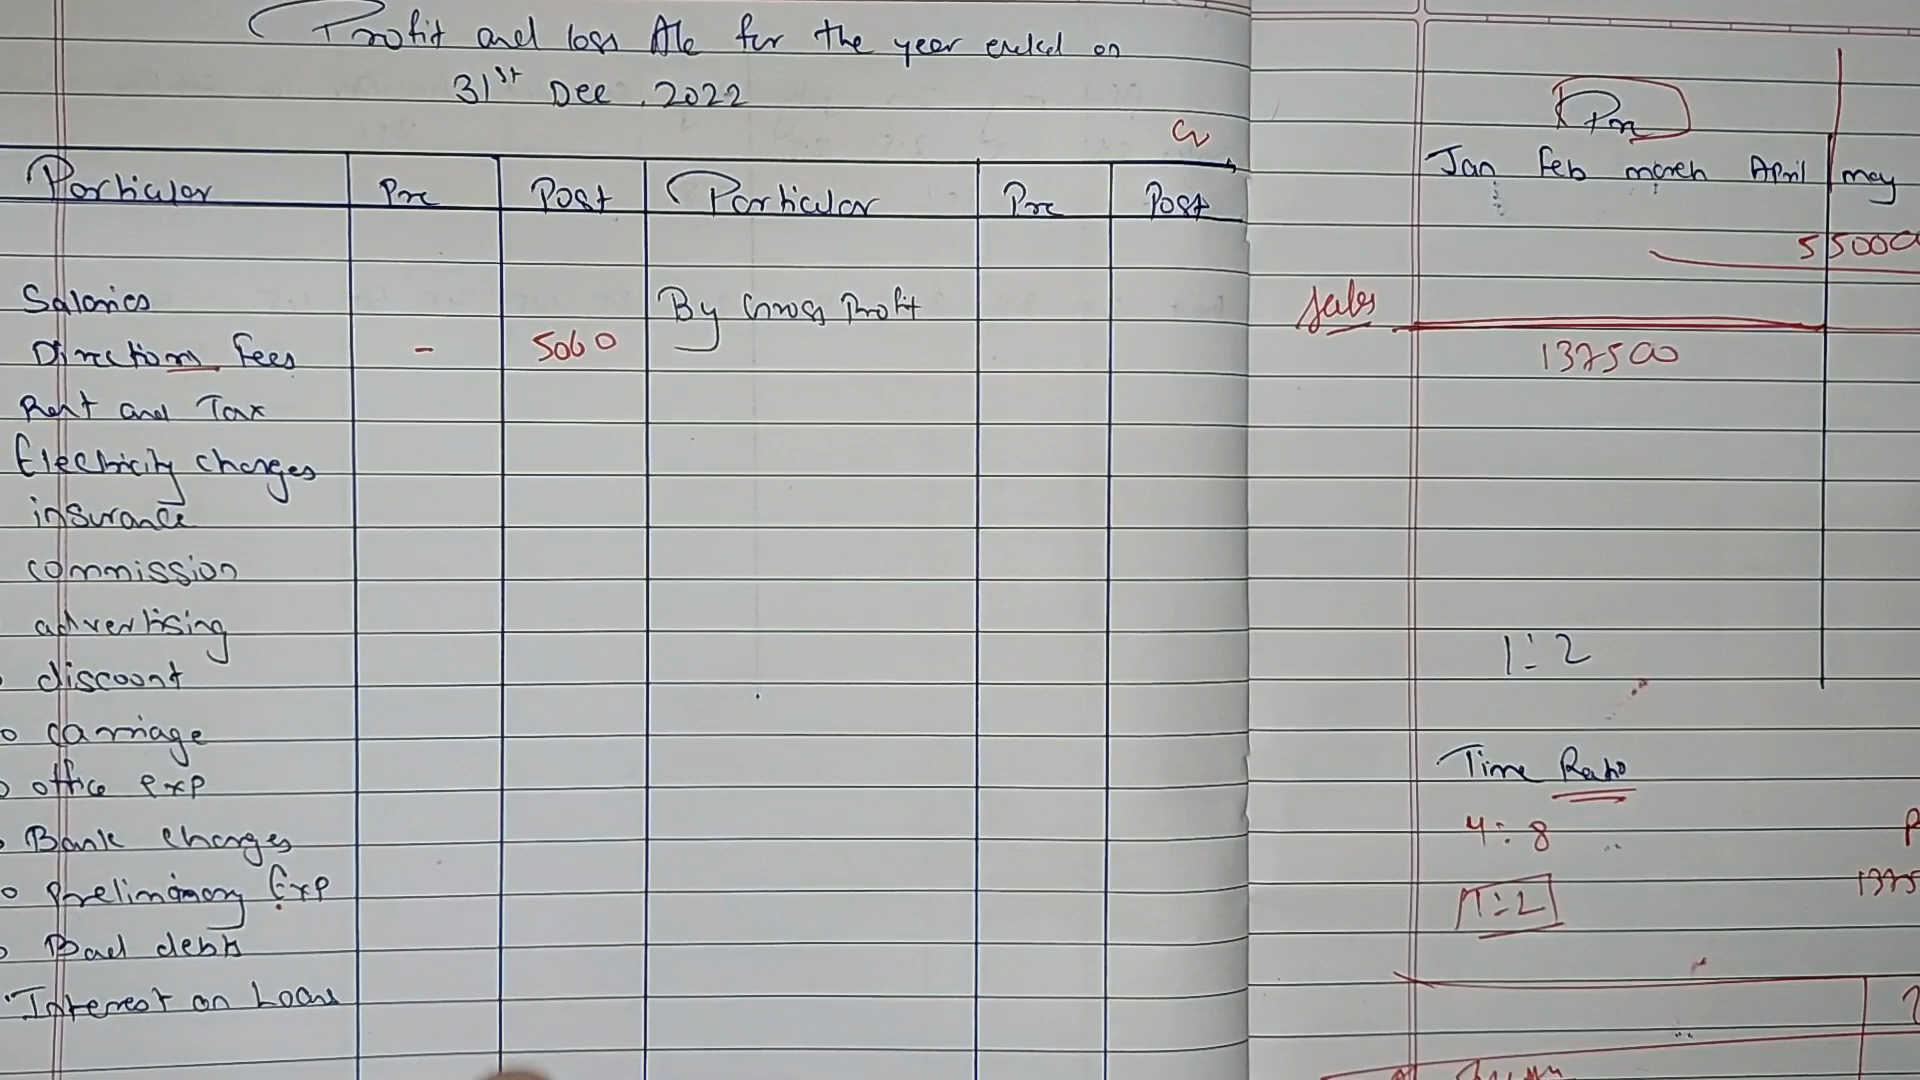 Profit and loss A/c for the year ended on
31st Dec. 2022
Cr
Particular Pre Post Particular Pre Post
Salaries By Gross Profit
Directors Fees - 5060
Rent and Tax
Electricity charges
insurance
commission
advertising
discount
o carriage
o office exp
Bank charges
o Preliminary Exp
o Bad debts
Interest on Loans
Pre
Jan Feb march April may
55000
Sales
137500
1:2
Time Ratio
4:8
1:2
P
1375